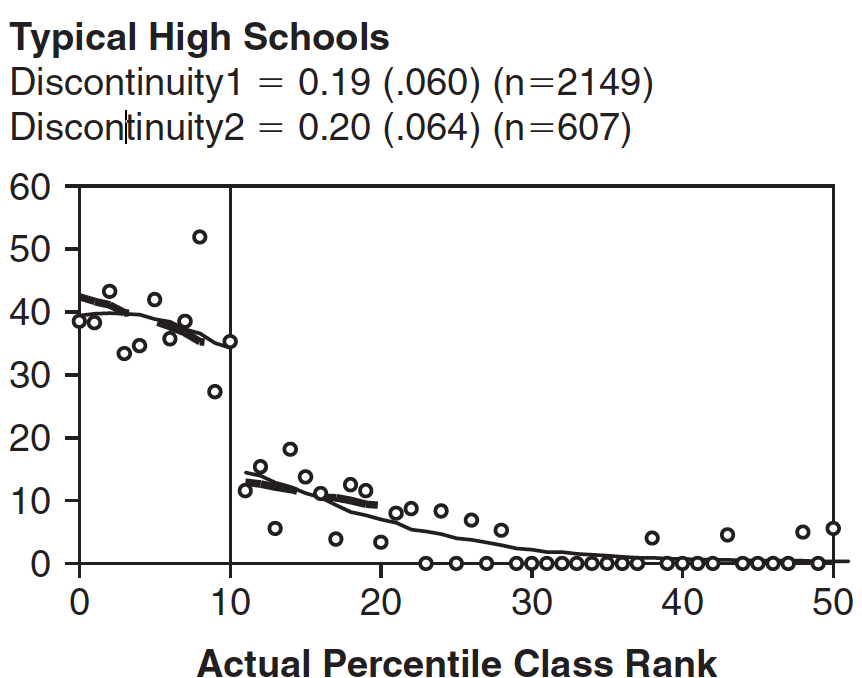 Typical High Schools
Discontinuity1 = 0.19 (.060) (n=2149)
Discontinuity2 = 0.20 (.064) (n=607)
60
50
40
30
20
10
0
0 10 20 30 40 50
Actual Percentile Class Rank